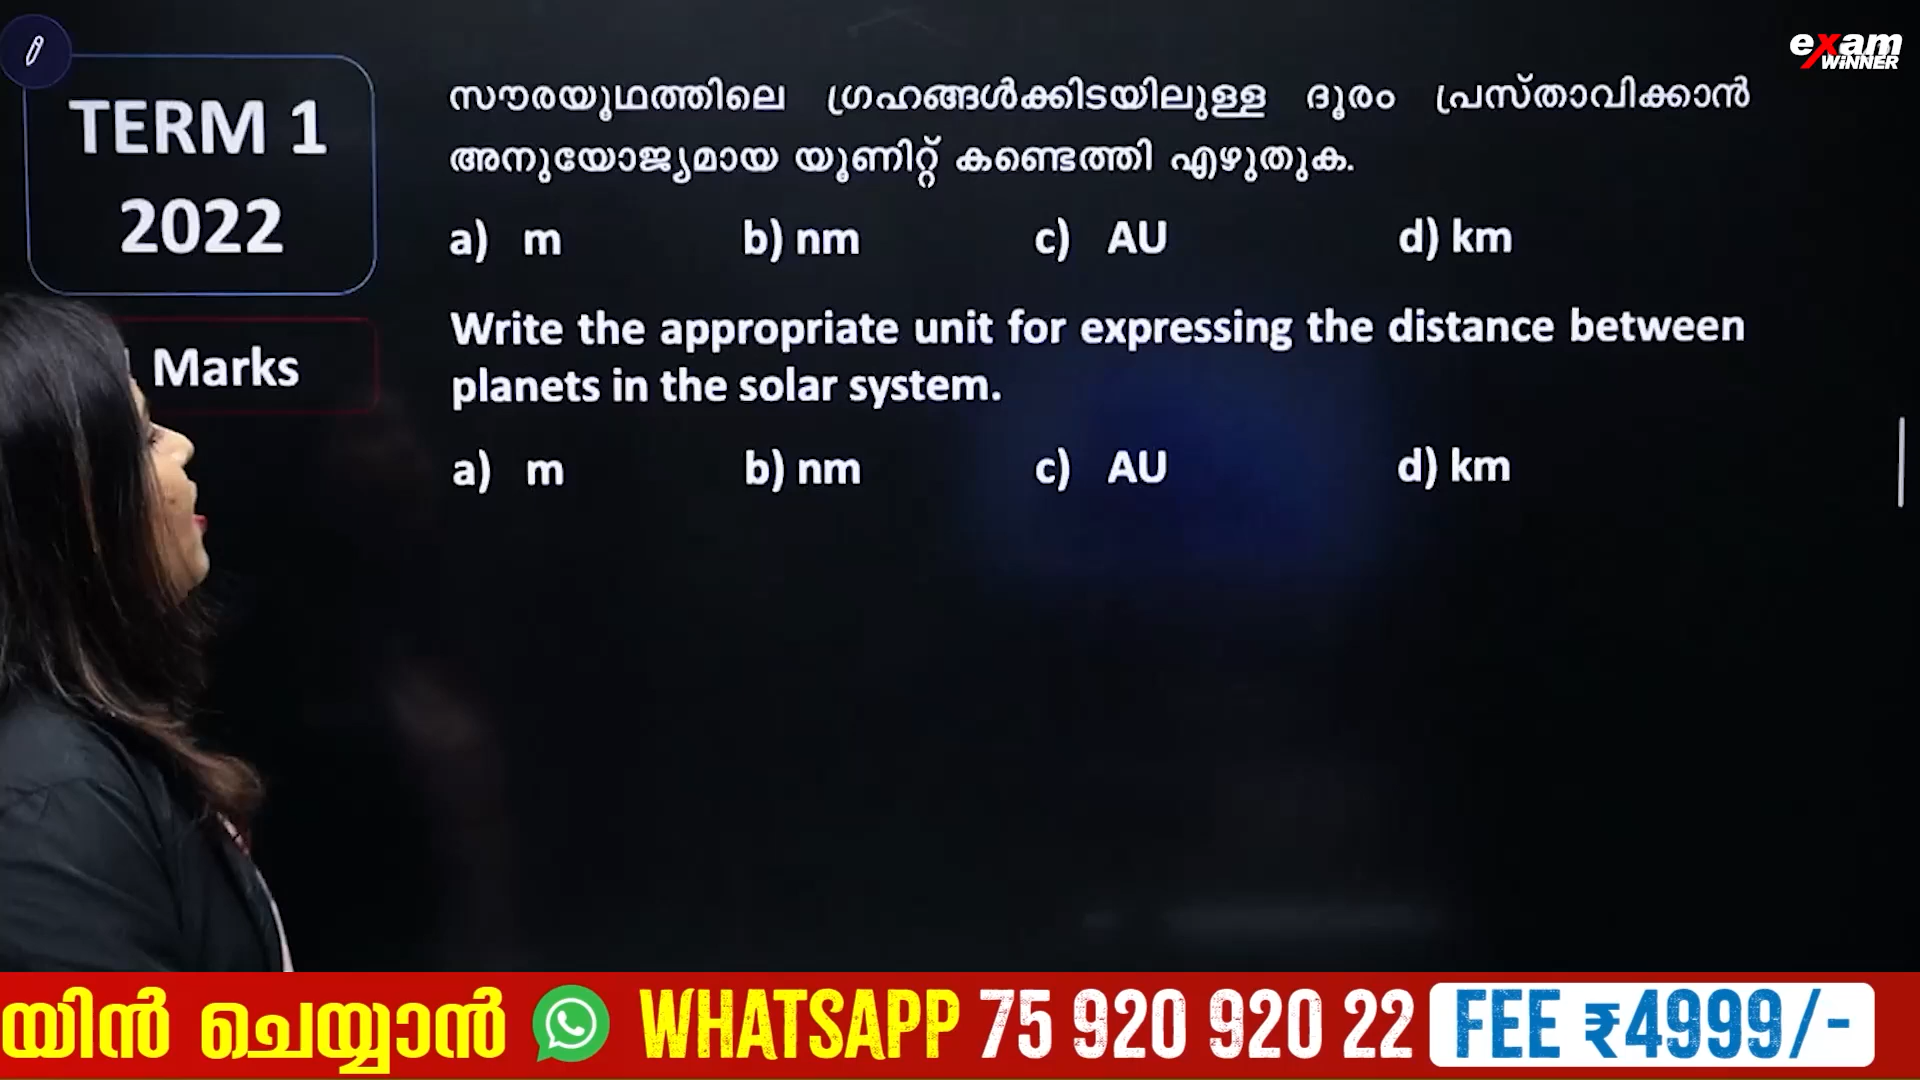 exam
WINNER
TERM 1
2022
Marks
സൗരയൂഥത്തിലെ ഗ്രഹങ്ങൾക്കിടയിലുള്ള ദൂരം പ്രസ്താവിക്കാൻ
അനുയോജ്യമായ യൂണിറ്റ് കണ്ടെത്തി എഴുതുക.
a) m b) nm c) AU d) km
Write the appropriate unit for expressing the distance between
planets in the solar system.
a) m b) nm c) AU d) km
യിൻ ചെയ്യാൻ WHATSAPP 75 920 920 22 FEE ₹4999/-